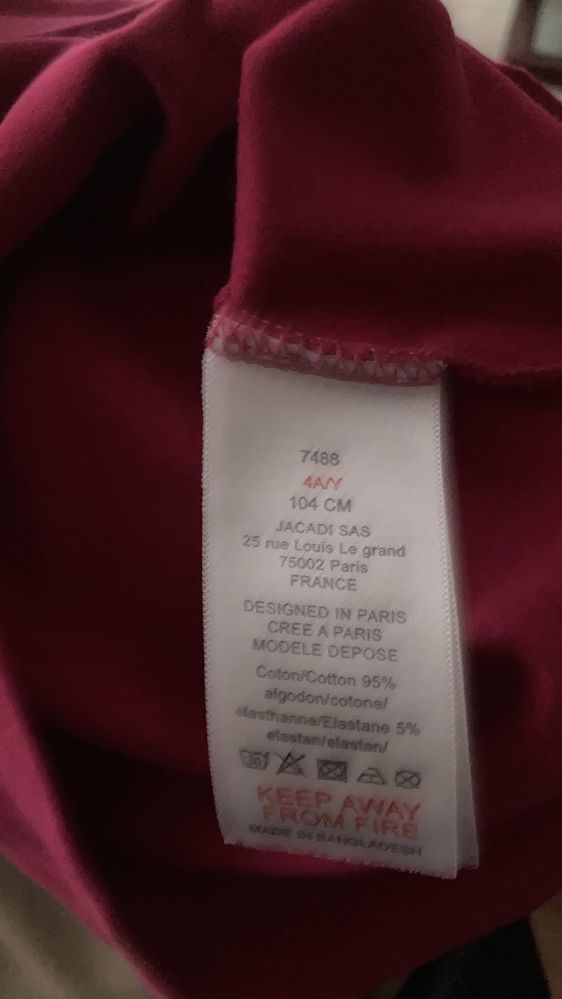 7488
4A/Y
104 CM
JACADI SAS
25 rue Louis Le grand
75002 Paris
FRANCE
DESIGNED IN PARIS
CREE A PARIS
MODELE DEPOSE
Coton/Cotton 95%
algodon/cotone/
elasthanne/Elastane 5%
elastan/elastan/
KEEP AWAY
FROM FIRE
MADE IN BANGLADESH